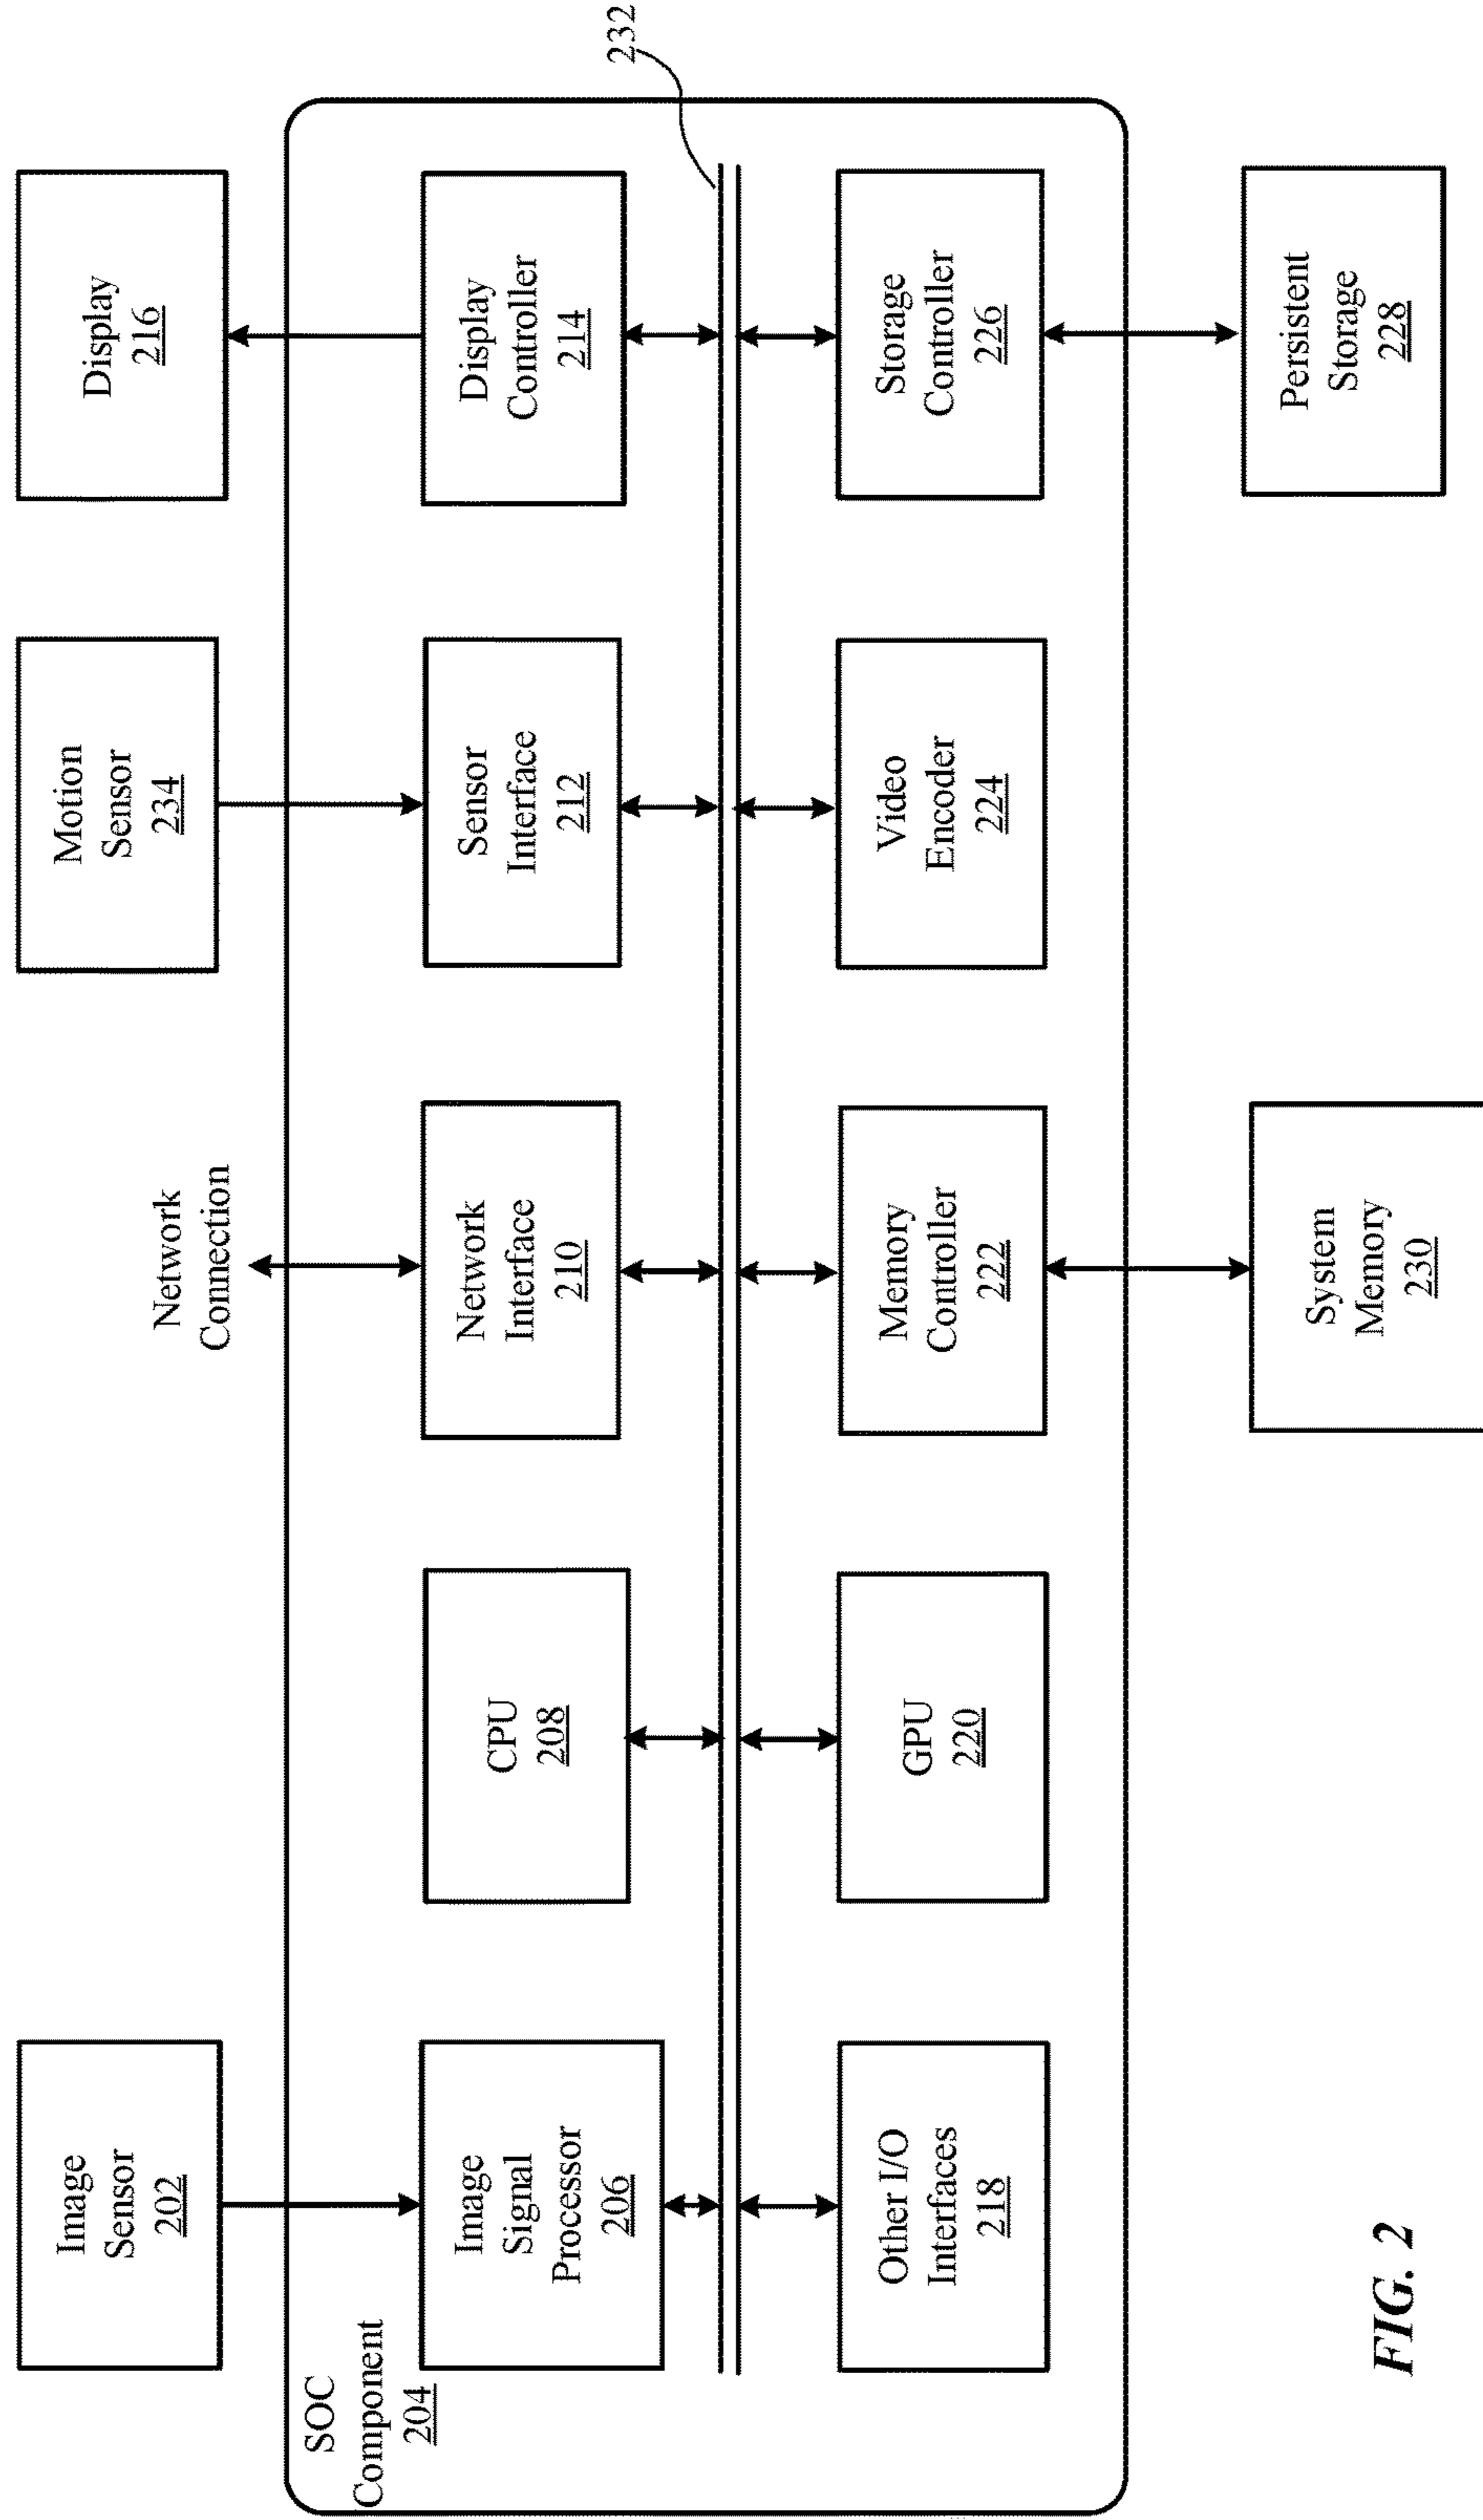 Image
Sensor
202
Network
Connection
Motion
Sensor
234
Display
216
SOC
Component
204
Image
Signal
Processor
206
CPU
208
Network
Interface
210
Sensor
Interface
212
Display
Controller
214
232
Other I/O
Interfaces
218
GPU
220
Memory
Controller
222
Video
Encoder
224
Storage
Controller
226
System
Memory
230
Persistent
Storage
228
FIG. 2